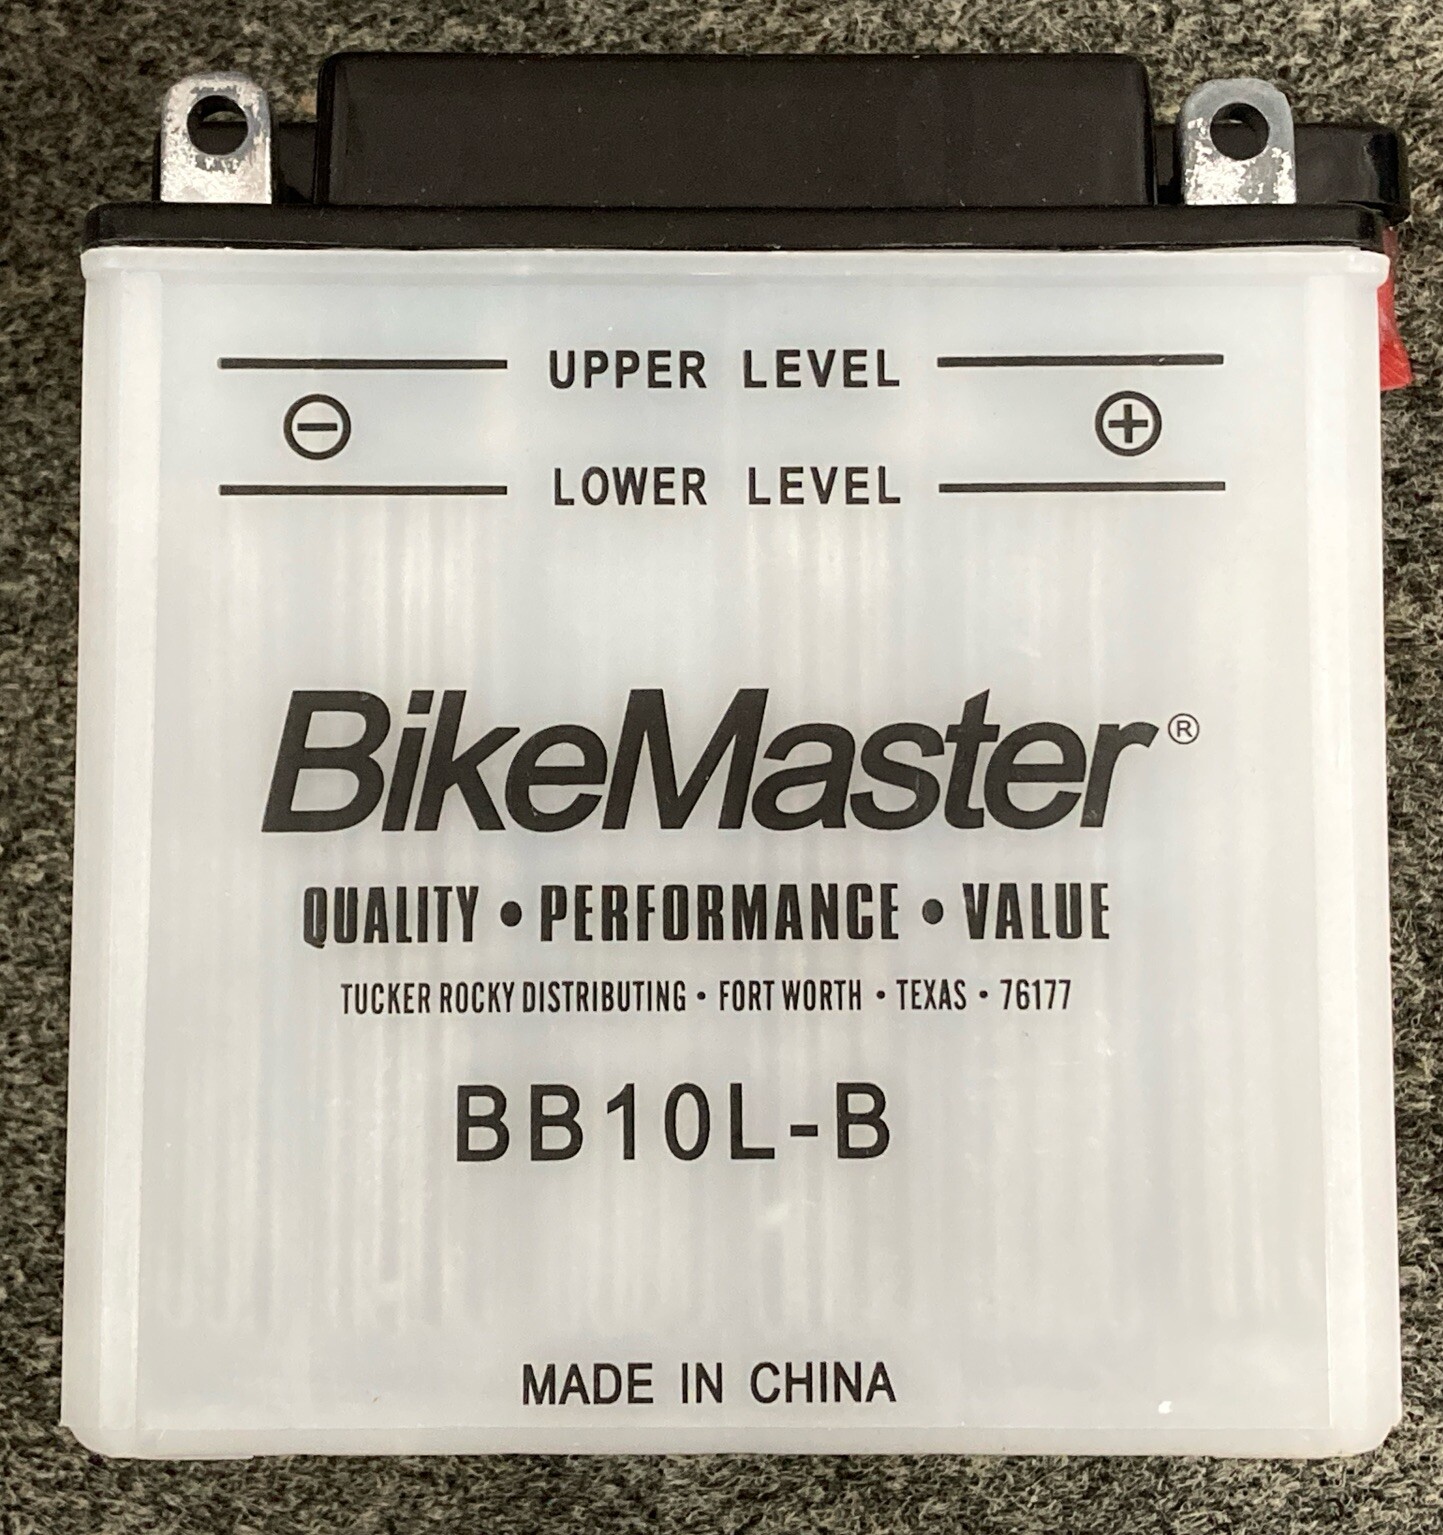 UPPER LEVEL
⊖ ⊕
LOWER LEVEL
BikeMaster®
QUALITY • PERFORMANCE • VALUE
TUCKER ROCKY DISTRIBUTING • FORT WORTH • TEXAS • 76177
BB10L-B
MADE IN CHINA